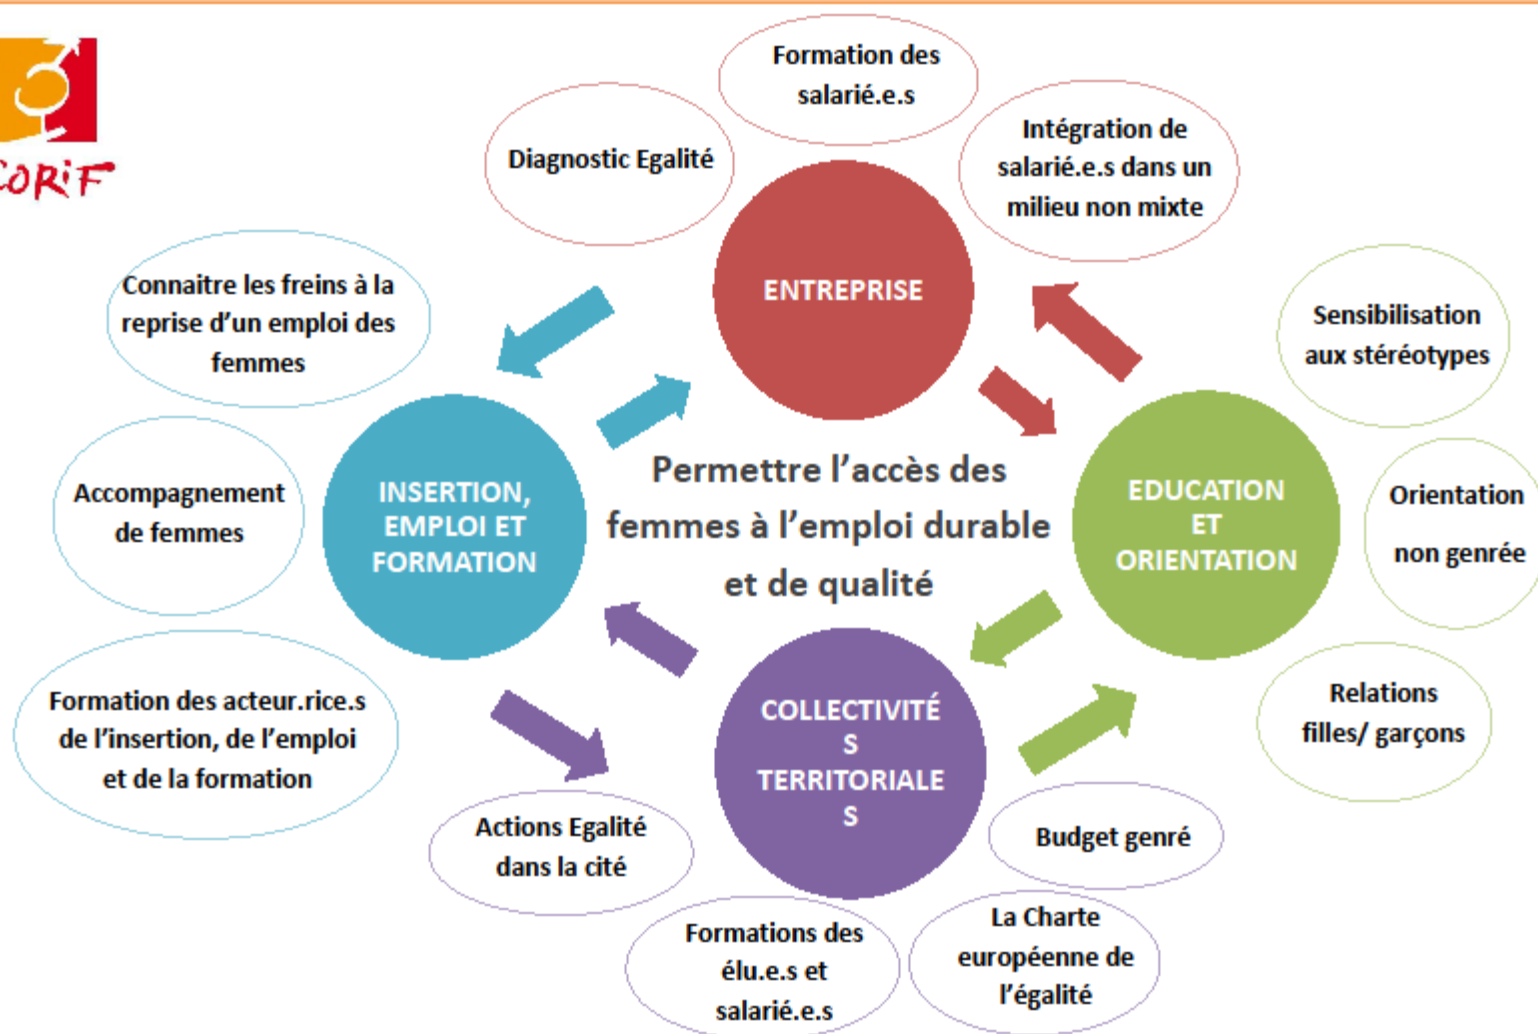 CORiF
Formation des
salarié.e.s
Diagnostic Egalité
Intégration de
salarié.e.s dans un
milieu non mixte
ENTREPRISE
Connaitre les freins à la
reprise d'un emploi des
femmes
Sensibilisation
aux stéréotypes
Accompagnement
de femmes
INSERTION,
EMPLOI ET
FORMATION
Permettre l'accès des
femmes à l'emploi durable
et de qualité
EDUCATION
ET
ORIENTATION
Orientation
non genrée
Formation des acteur.rice.s
de l'insertion, de l'emploi
et de la formation
COLLECTIVITÉ
S
TERRITORIALE
S
Relations
filles/ garçons
Actions Egalité
dans la cité
Budget genré
Formations des
élu.e.s et
salarié.e.s
La Charte
européenne de
l'égalité